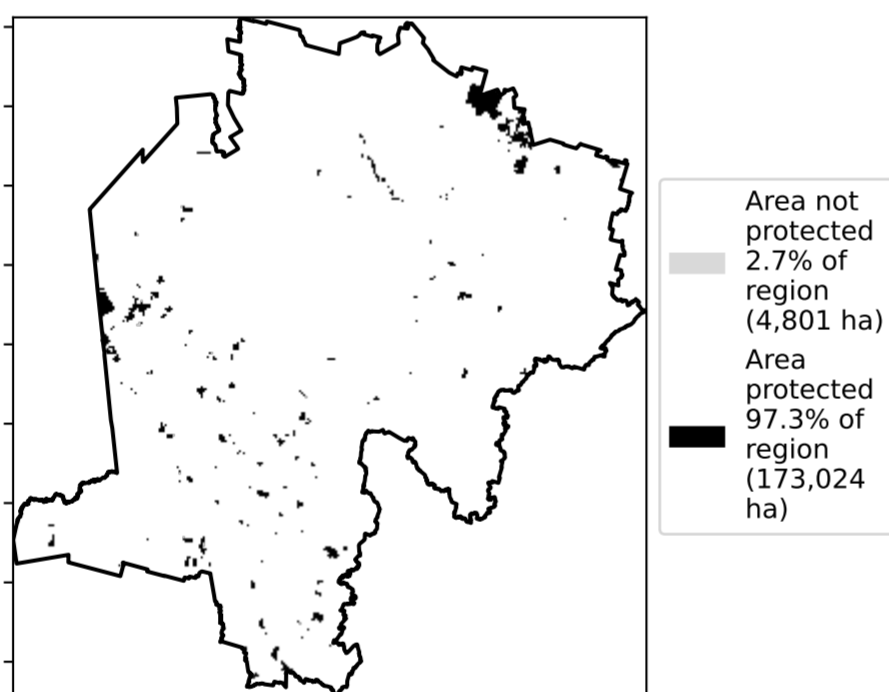 Area not
protected
2.7% of
region
(4,801 ha)
Area
protected
97.3% of
region
(173,024
ha)